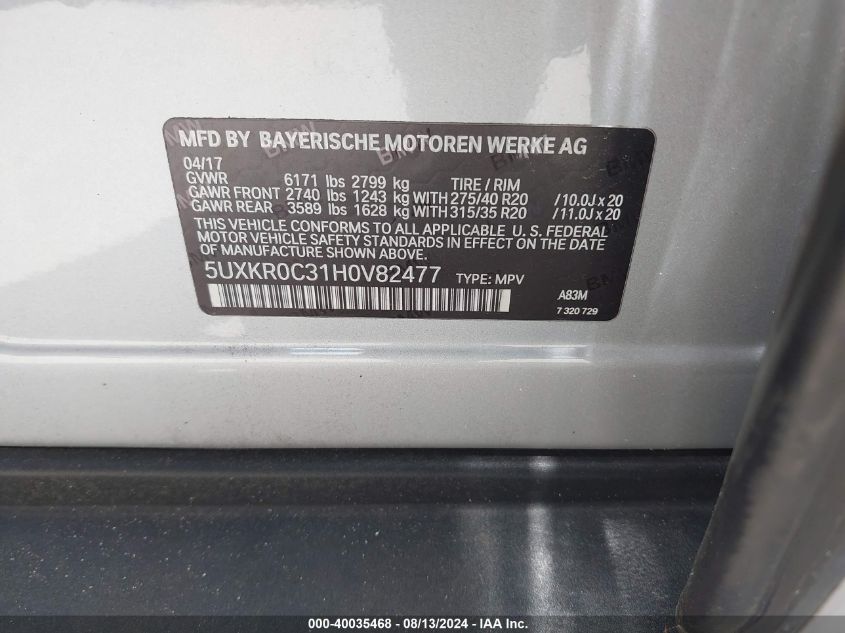 MFD BY BAYERISCHE MOTOREN WERKE AG
04/17
GVWR 6171 lbs 2799 kg TIRE / RIM
GAWR FRONT 2740 lbs 1243 kg WITH 275/40 R20 / 10.0J x 20
GAWR REAR 3589 lbs 1628 kg WITH 315/35 R20 / 11.0J x 20
THIS VEHICLE CONFORMS TO ALL APPLICABLE U. S. FEDERAL
MOTOR VEHICLE SAFETY STANDARDS IN EFFECT ON THE DATE
OF MANUFACTURE SHOWN ABOVE.
5UXKR0C31H0V82477 TYPE: MPV
A83M
7 320 729
000-40035468 - 08/13/2024 - IAA Inc.